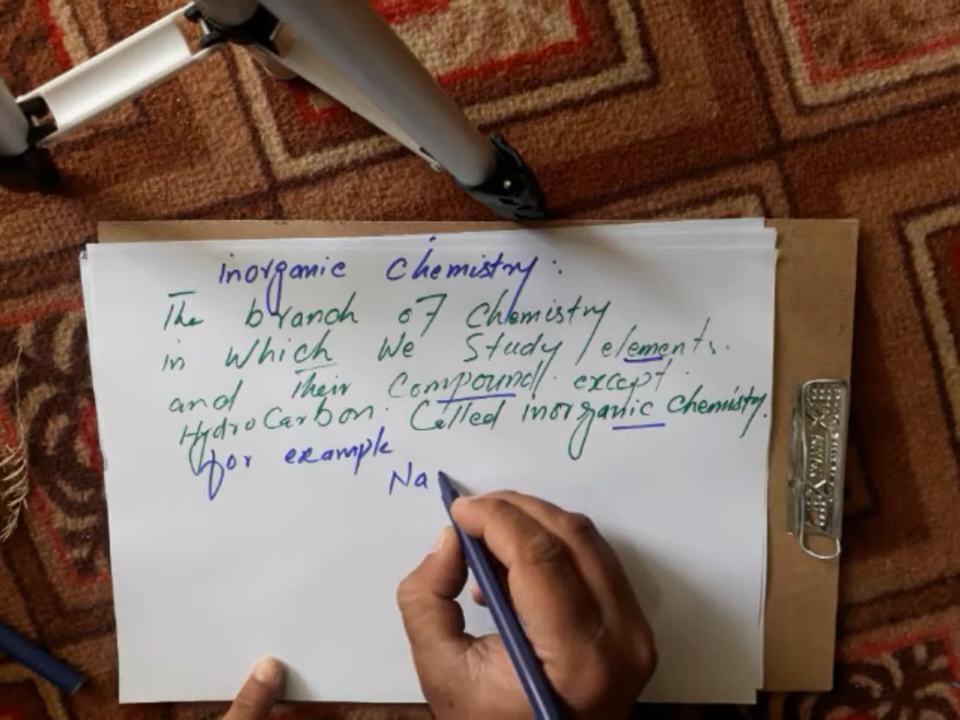 inorganic chemistry:
The branch of chemistry
in which We Study / elements.
and Their Compound. except.
Hydrocarbon. Called inorganic chemistry.
for example
Na